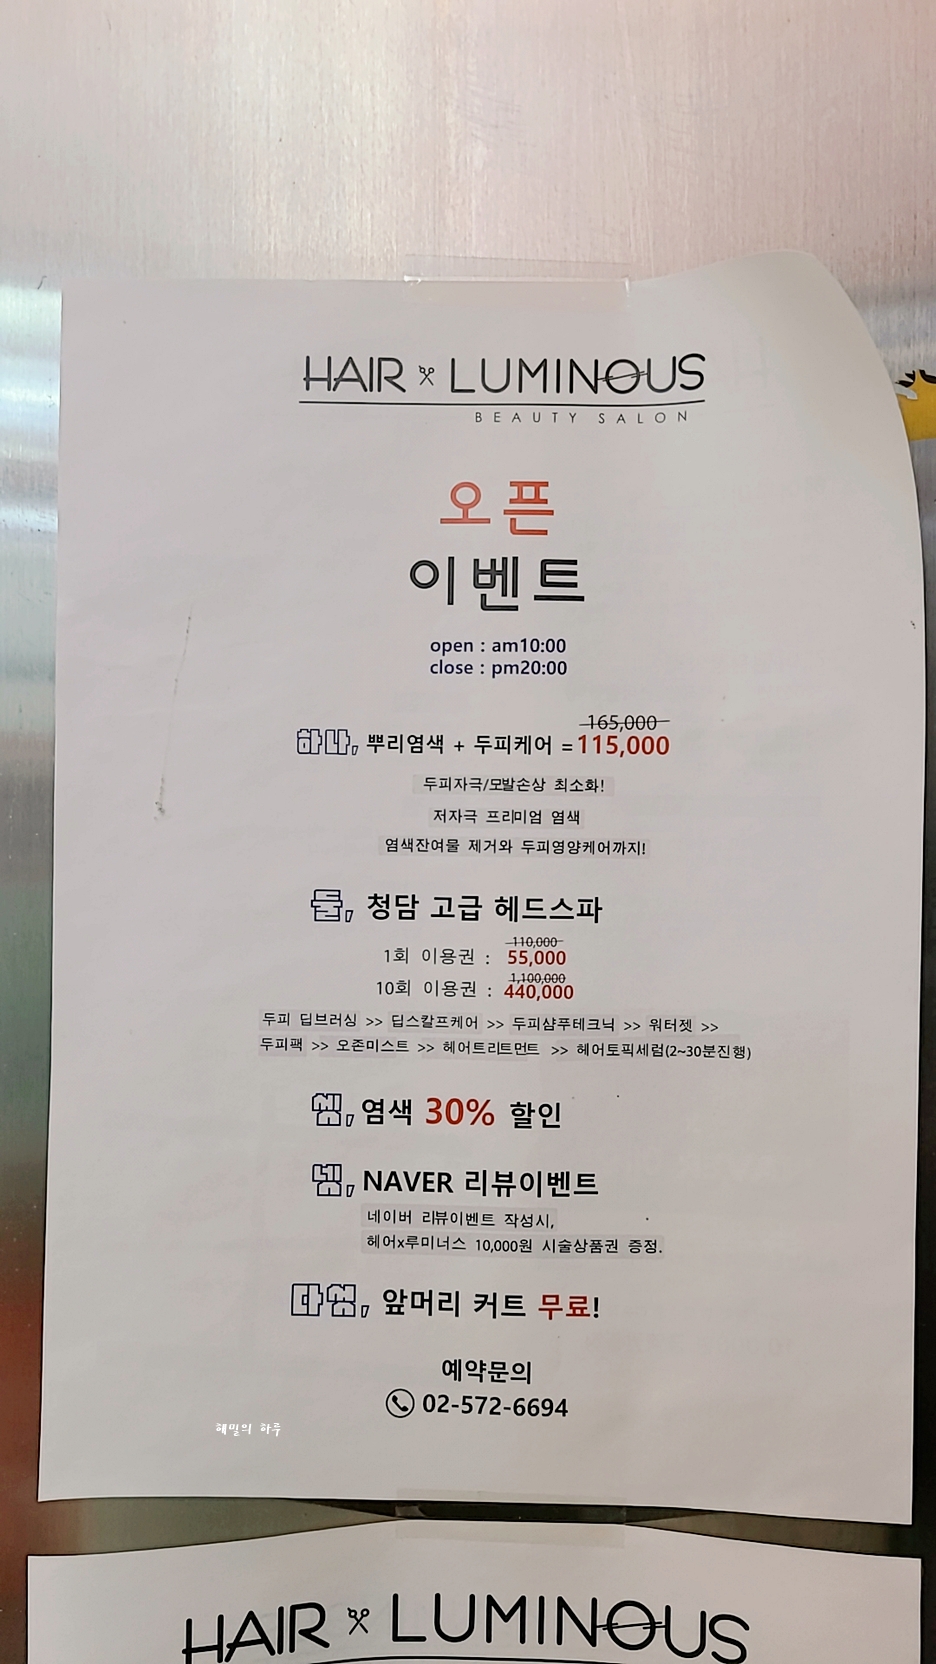 HAIR LUMINOUS
BEAUTY SALON
오픈
이벤트
open : am10:00
close : pm20:00
165,000
하나, 뿌리염색 + 두피케어 = 115,000
두피자극/모발손상 최소화!
저자극 프리미엄 염색
염색잔여물 제거와 두피영양케어까지!
둘, 청담 고급 헤드스파
110,000
1회 이용권 : 55,000
1,100,000
10회 이용권 : 440,000
두피 딥브러싱 >> 딥스칼프케어 >> 두피샴푸테크닉 >> 워터젯 >>
두피팩 >> 오존미스트 >> 헤어트리트먼트 >> 헤어토픽세럼(2~30분진행)
셋, 염색 30% 할인
넷, NAVER 리뷰이벤트
네이버 리뷰이벤트 작성시,
헤어x루미너스 10,000원 시술상품권 증정.
다섯, 앞머리 커트 무료!
예약문의
02-572-6694
해밀의 하루
HAIR LUMINOUS